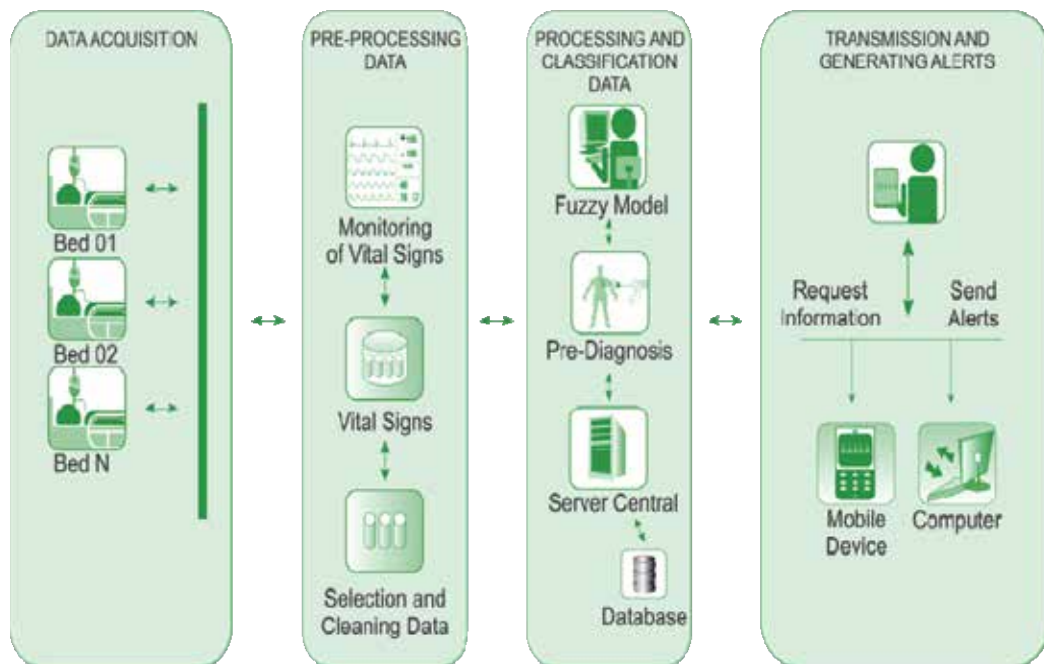 DATA ACQUISITION
Bed 01
Bed 02
Bed N
PRE-PROCESSING
DATA
Monitoring
of Vital Signs
Vital Signs
Selection and
Cleaning Data
PROCESSING AND
CLASSIFICATION
DATA
Fuzzy Model
Pre-Diagnosis
Server Central
Database
TRANSMISSION AND
GENERATING ALERTS
Request
Information
Send
Alerts
Mobile
Device
Computer